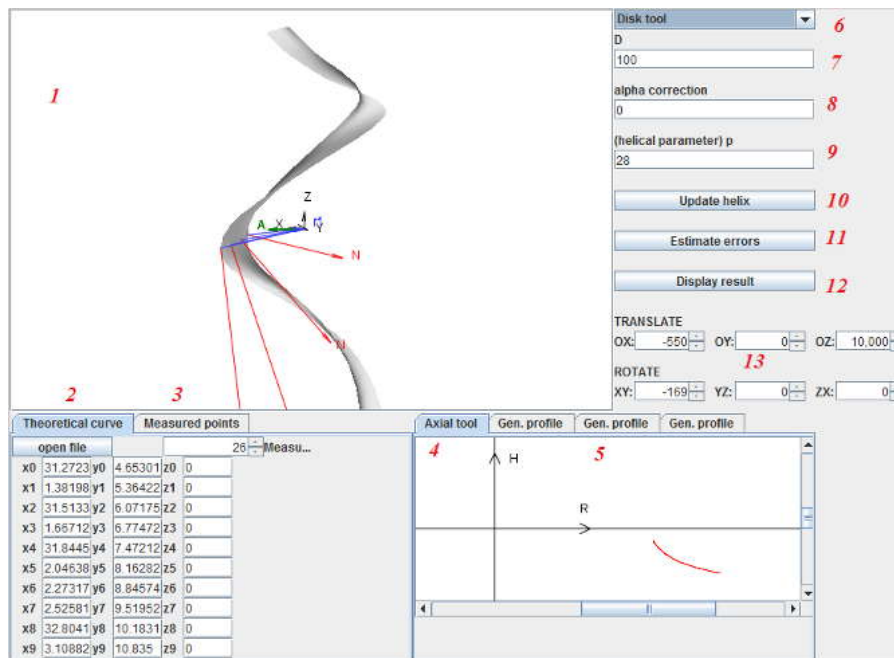 1
Z
A
X
Y
N
N
Disk tool
6
D
100
7
alpha correction
0
8
(helical parameter) p
28
9
Update helix
10
Estimate errors
11
Display result
12
TRANSLATE
OX: -550 OY: 0 OZ: 10,000
13
ROTATE
XY: -169 YZ: 0 ZX: 0
2 3
Theoretical curve Measured points
open file 26 Measu...
x0 31.2723 y0 4.65301 z0 0
x1 1.38198 y1 5.36422 z1 0
x2 31.5133 y2 6.07175 z2 0
x3 1.66712 y3 6.77472 z3 0
x4 31.8445 y4 7.47212 z4 0
x5 2.04638 y5 8.16282 z5 0
x6 2.27317 y6 8.84574 z6 0
x7 2.52581 y7 9.51952 z7 0
x8 32.8041 y8 10.1831 z8 0
x9 3.10882 y9 10.835 z9 0
Axial tool Gen. profile Gen. profile Gen. profile
4 5
H
R